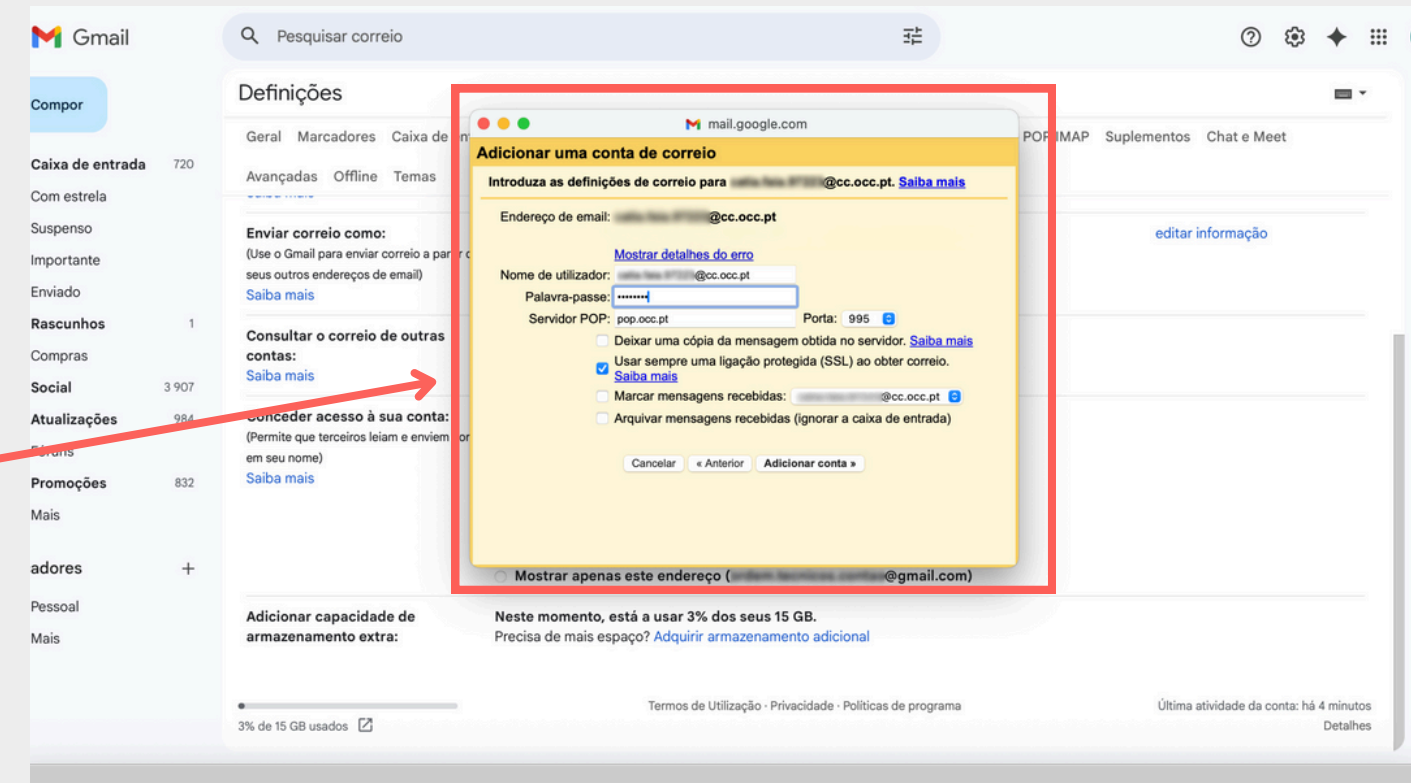 Gmail
Pesquisar correio
Compor
Caixa de entrada 720
Com estrela
Suspenso
Importante
Enviado
Rascunhos 1
Compras
Social 3 907
Atualizações 984
Promoções 832
Mais
adores +
Pessoal
Mais
Definições
Geral Marcadores Caixa de POP/IMAP Suplementos Chat e Meet
Avançadas Offline Temas
Enviar correio como:
(Use o Gmail para enviar correio a
seus outros endereços de email)
Saiba mais
editar informação
Consultar o correio de outras
contas:
Saiba mais
Conceder acesso à sua conta:
(Permite que terceiros leiam e enviem
em seu nome)
Saiba mais
mail.google.com
Adicionar uma conta de correio
Introduza as definições de correio para @cc.occ.pt. Saiba mais
Endereço de email: @cc.occ.pt
Mostrar detalhes do erro
Nome de utilizador: @cc.occ.pt
Palavra-passe: ••••••••
Servidor POP: pop.occ.pt Porta: 995
Deixar uma cópia da mensagem obtida no servidor. Saiba mais
Usar sempre uma ligação protegida (SSL) ao obter correio.
Saiba mais
Marcar mensagens recebidas: @cc.occ.pt
Arquivar mensagens recebidas (ignorar a caixa de entrada)
Cancelar « Anterior Adicionar conta »
Mostrar apenas este endereço ( @gmail.com)
Adicionar capacidade de
armazenamento extra:
Neste momento, está a usar 3% dos seus 15 GB.
Precisa de mais espaço? Adquirir armazenamento adicional
3% de 15 GB usados
Termos de Utilização · Privacidade · Políticas de programa
Última atividade da conta: há 4 minutos
Detalhes